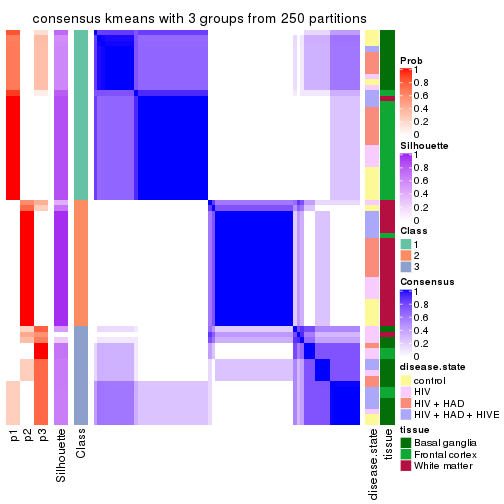 consensus kmeans with 3 groups from 250 partitions
Prob
1
0.8
0.6
0.4
0.2
0
Silhouette
1
0.8
0.6
0.4
0.2
0
Class
1
2
3
Consensus
1
0.8
0.6
0.4
0.2
0
disease.state
control
HIV
HIV + HAD
HIV + HAD + HIVE
tissue
Basal ganglia
Frontal cortex
White matter
p1
p2
p3
Silhouette
Class
disease.state
tissue